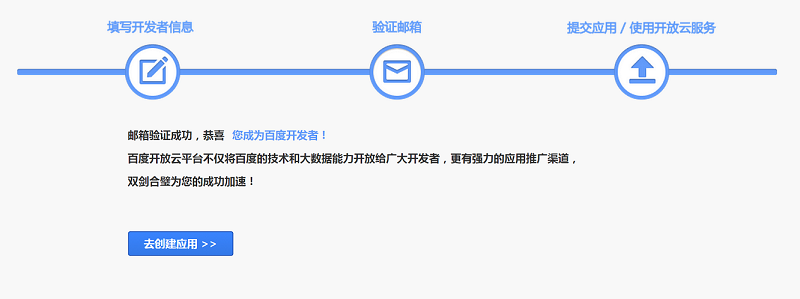 填写开发者信息
验证邮箱
提交应用 / 使用开放云服务
邮箱验证成功，恭喜 您成为百度开发者！
百度开放云平台不仅将百度的技术和大数据能力开放给广大开发者，更有强力的应用推广渠道，
双剑合璧为您的成功加速！
去创建应用 >>